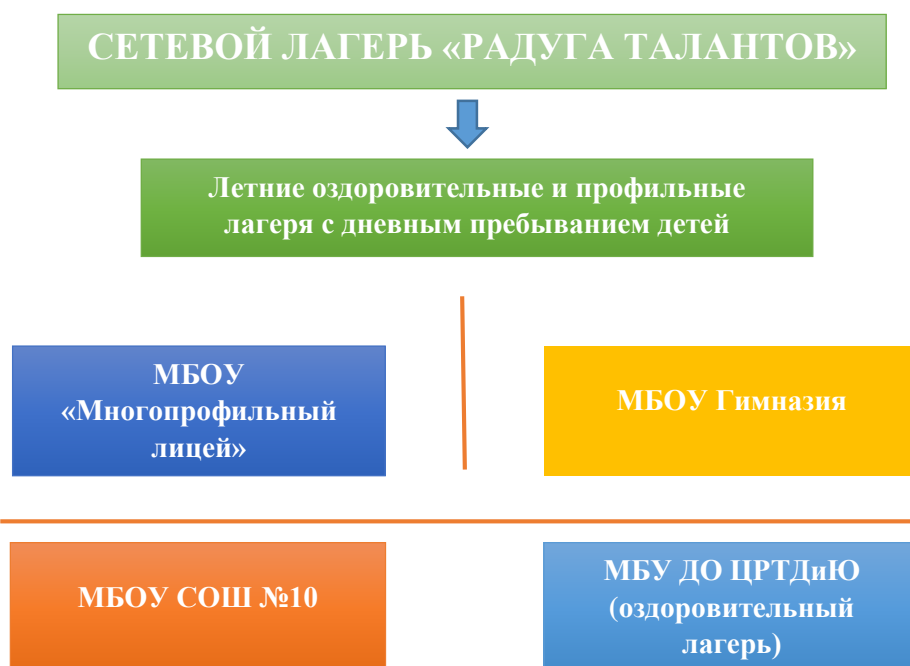 СЕТЕВОЙ ЛАГЕРЬ «РАДУГА ТАЛАНТОВ»
Летние оздоровительные и профильные
лагеря с дневным пребыванием детей
МБОУ
«Многопрофильный
лицей»
МБОУ Гимназия
МБОУ СОШ №10
МБУ ДО ЦРТДиЮ
(оздоровительный
лагерь)